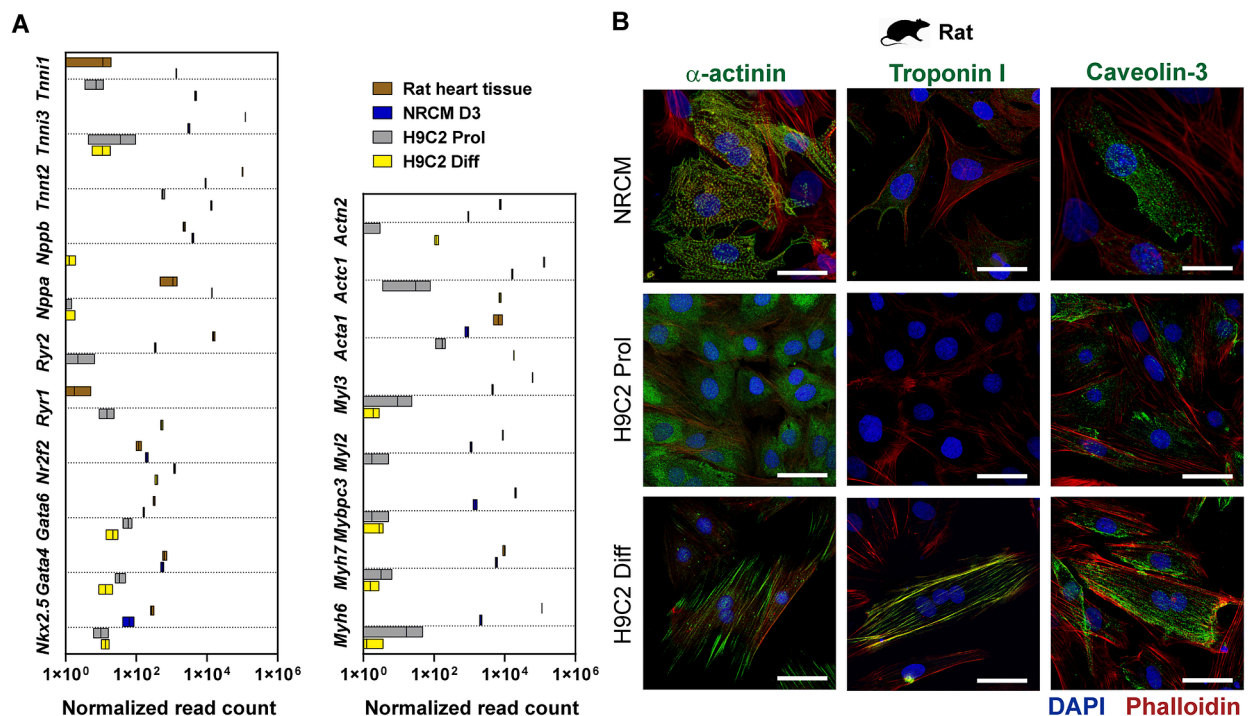 A
Tnni1
Tnni3
Tnnt2
Nppb
Nppa
Ryr2
Ryr1
Nr2f2
Gata6
Gata4
Nkx2.5
1×10⁰
1×10²
1×10⁴
1×10⁶
Normalized read count
Rat heart tissue
NRCM D3
H9C2 Prol
H9C2 Diff
Actn2
Actc1
Acta1
Myl3
Myl2
Mybpc3
Myh7
Myh6
1×10⁰
1×10²
1×10⁴
1×10⁶
Normalized read count
B
Rat
α-actinin
Troponin I
Caveolin-3
NRCM
H9C2 Prol
H9C2 Diff
DAPI Phalloidin